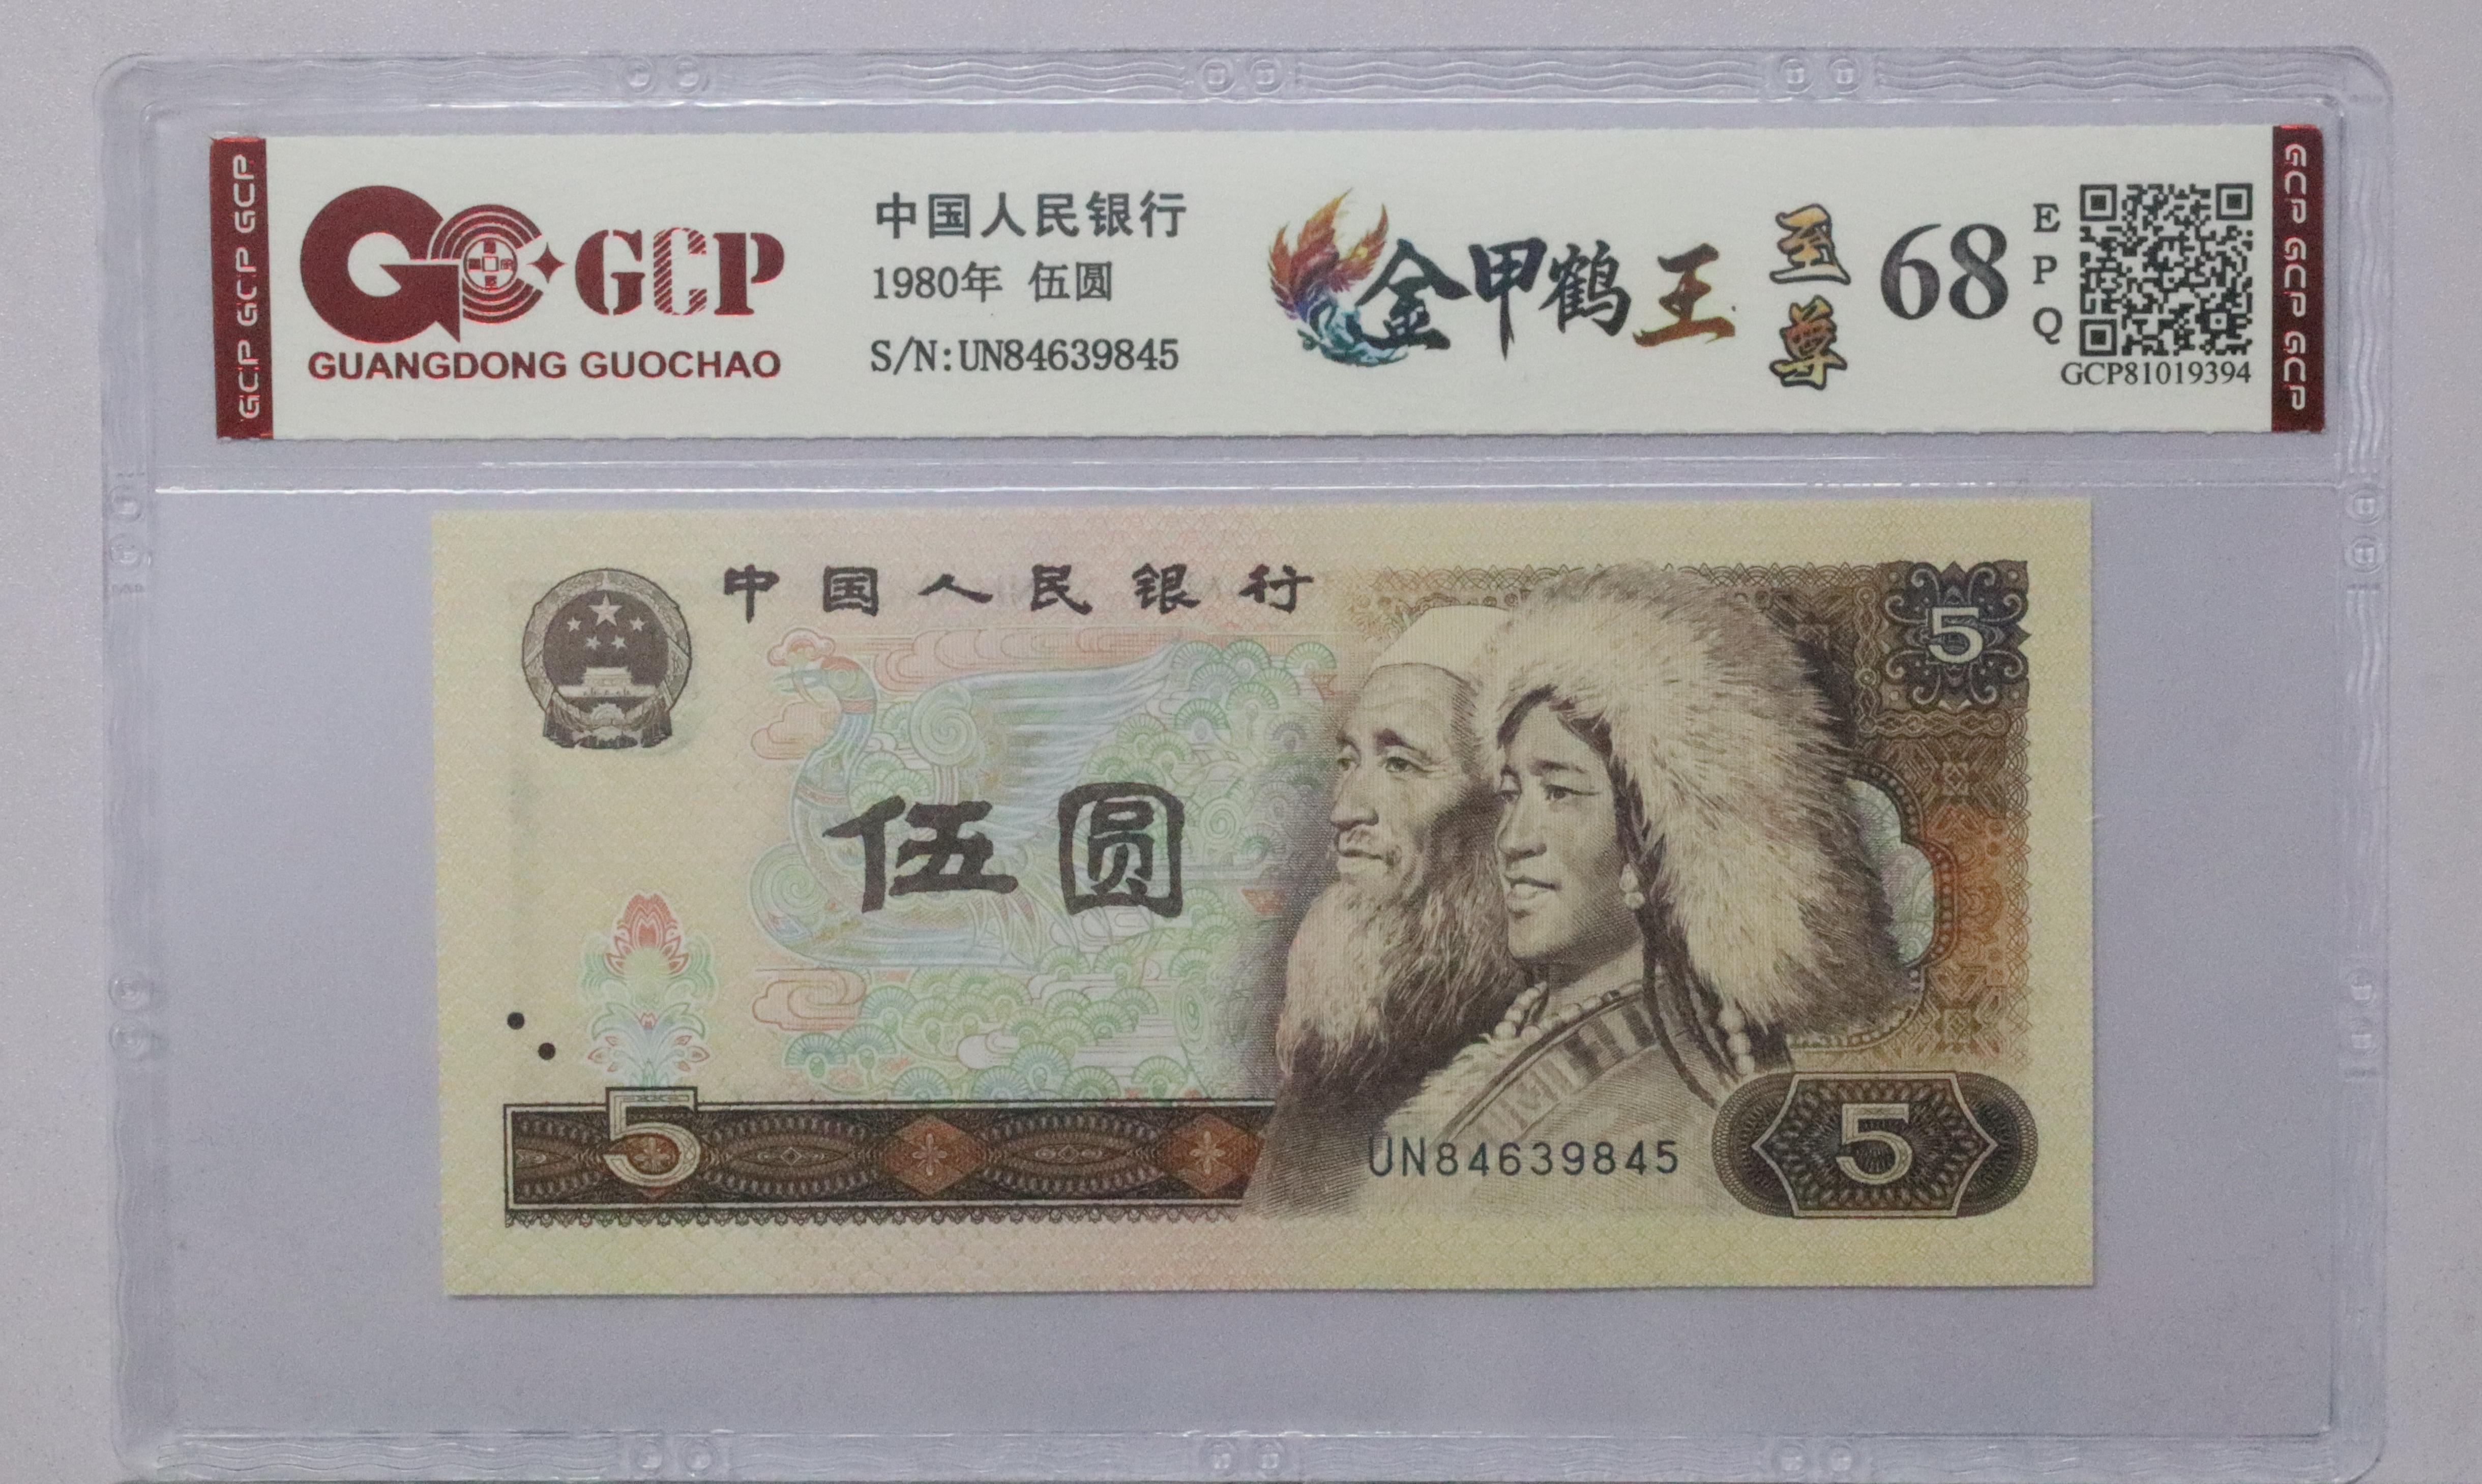 GCP GCP GCP
GCP
GUANGDONG GUOCHAO
中国人民银行
1980年 伍圆
S/N:UN84639845
金甲鹤王
至尊
68
EPQ
GCP81019394
GCP GCP GCP
中国人民银行
5
伍圆
5
UN84639845
5